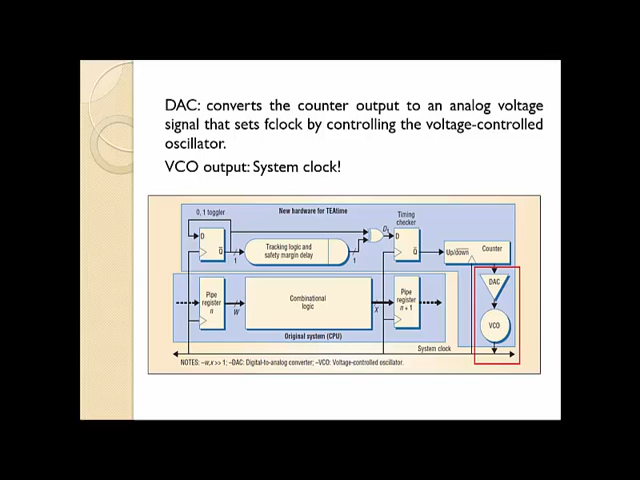 DAC: converts the counter output to an analog voltage
signal that sets fclock by controlling the voltage-controlled
oscillator.
VCO output: System clock!
0, 1 toggler
New hardware for TEAtime
Timing
checker
D
Q
Tracking logic and
safety margin delay
1
1
D₁
D
Q
Up/down
Counter
DAC
VCO
Pipe
register
n
W
Combinational
logic
X
Pipe
register
n + 1
Original system (CPU)
System clock
NOTES: –w,x >> 1; –DAC: Digital-to-analog converter; –VCO: Voltage-controlled oscillator.